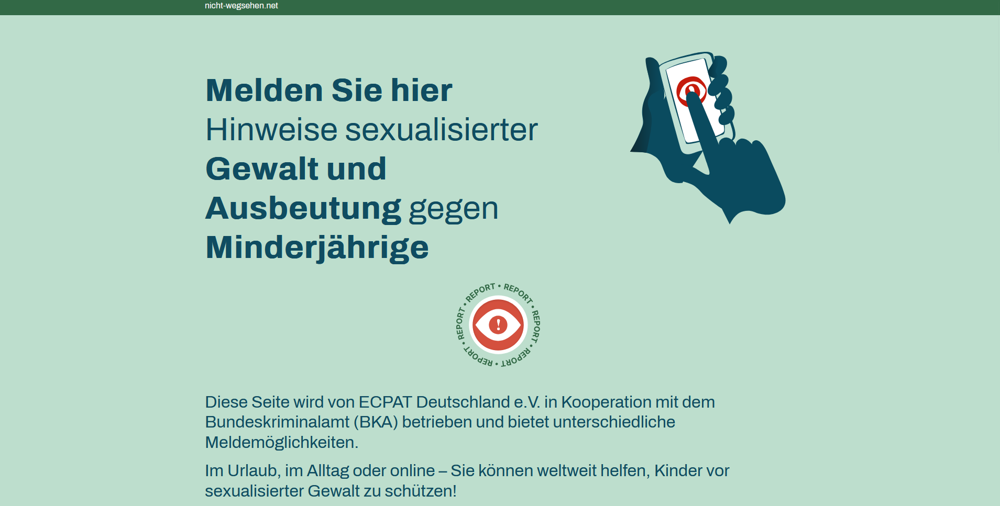 nicht-wegsehen.net
Melden Sie hier
Hinweise sexualisierter
Gewalt und
Ausbeutung gegen
Minderjährige
REPORT • REPORT • REPORT • REPORT • REPORT • REPORT •
Diese Seite wird von ECPAT Deutschland e.V. in Kooperation mit dem
Bundeskriminalamt (BKA) betrieben und bietet unterschiedliche
Meldemöglichkeiten.
Im Urlaub, im Alltag oder online – Sie können weltweit helfen, Kinder vor
sexualisierter Gewalt zu schützen!